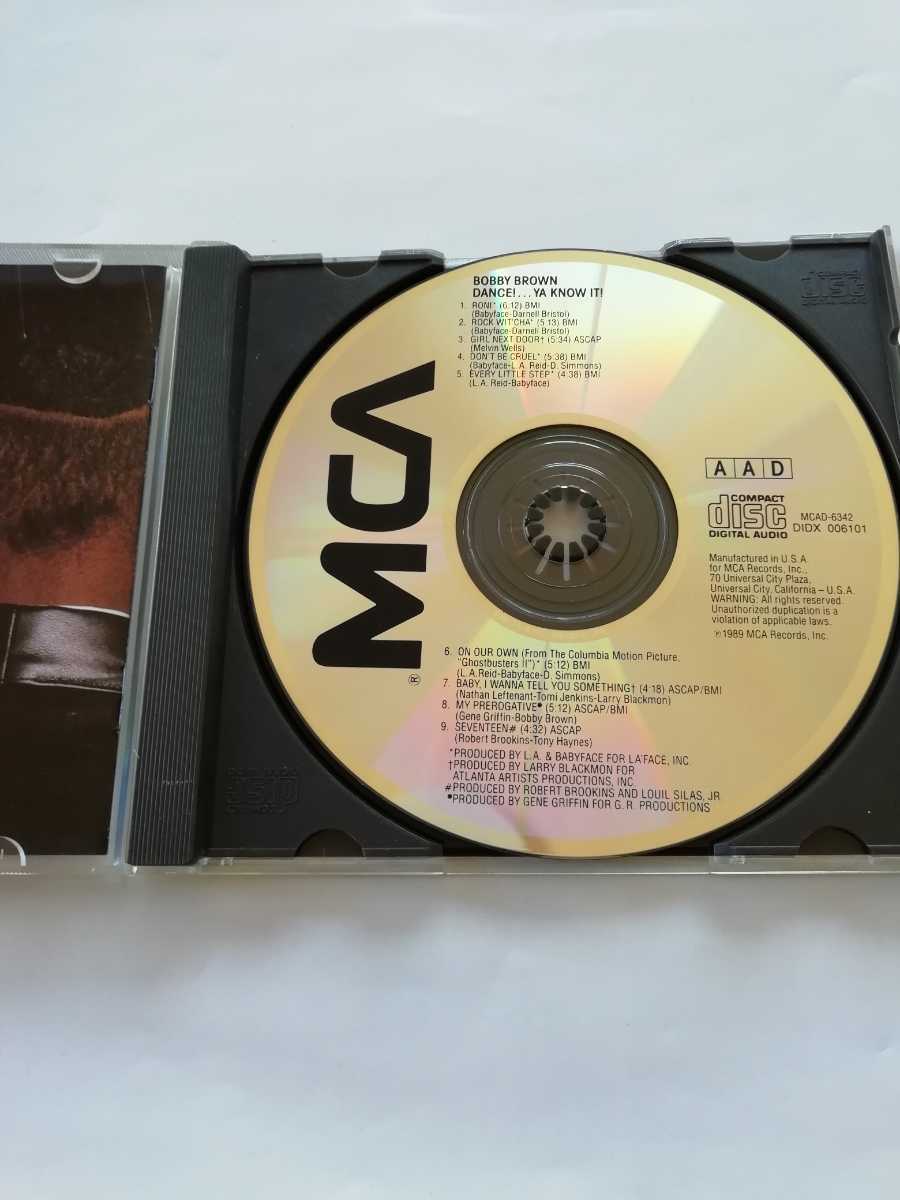 BOBBY BROWN
DANCE!...YA KNOW IT!
1. RONI* (6:12) BMI
(Babyface-Darnell Bristol)
2. ROCK WIT'CHA* (5:13) BMI
(Babyface-Darnell Bristol)
3. GIRL NEXT DOOR† (5:34) ASCAP
(Melvin Wells)
4. DON'T BE CRUEL* (5:38) BMI
(Babyface-L.A. Reid-D. Simmons)
5. EVERY LITTLE STEP* (4:38) BMI
(L.A. Reid-Babyface)
MCA
®
AAD
COMPACT
disc
DIGITAL AUDIO
MCAD-6342
DIDX 006101
Manufactured in U.S.A.
for MCA Records, Inc.,
70 Universal City Plaza,
Universal City, California – U.S.A.
WARNING: All rights reserved.
Unauthorized duplication is a
violation of applicable laws.
℗1989 MCA Records, Inc.
6. ON OUR OWN (From The Columbia Motion Picture,
"Ghostbusters II")* (5:12) BMI
(L.A.Reid-Babyface-D. Simmons)
7. BABY, I WANNA TELL YOU SOMETHING† (4:18) ASCAP/BMI
(Nathan Leftenant-Tomi Jenkins-Larry Blackmon)
8. MY PREROGATIVE● (5:12) ASCAP/BMI
(Gene Griffin-Bobby Brown)
9. SEVENTEEN# (4:32) ASCAP
(Robert Brookins-Tony Haynes)
*PRODUCED BY L.A. & BABYFACE FOR LA'FACE, INC.
†PRODUCED BY LARRY BLACKMON FOR
ATLANTA ARTISTS PRODUCTIONS, INC.
#PRODUCED BY ROBERT BROOKINS AND LOUIL SILAS, JR.
●PRODUCED BY GENE GRIFFIN FOR G.R. PRODUCTIONS